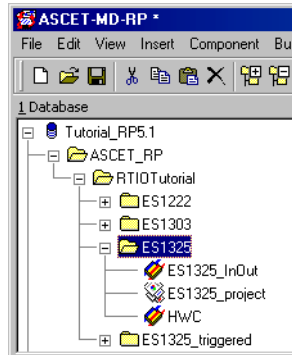 ASCET-MD-RP *
File Edit View Insert Component Bu
1 Database
Tutorial_RP5.1
ASCET_RP
RTIOTutorial
ES1222
ES1303
ES1325
ES1325_InOut
ES1325_project
HWC
ES1325_triggered